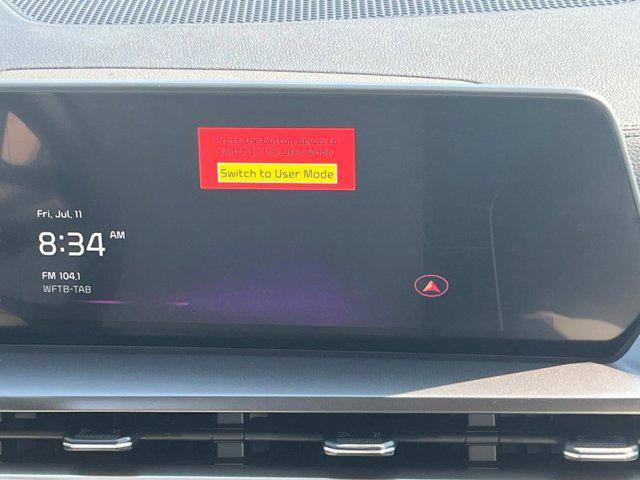 Press the button below to
switch to the User Mode.
Switch to User Mode
Fri, Jul, 11
8:34 AM
FM 104.1
WFTB-TAB